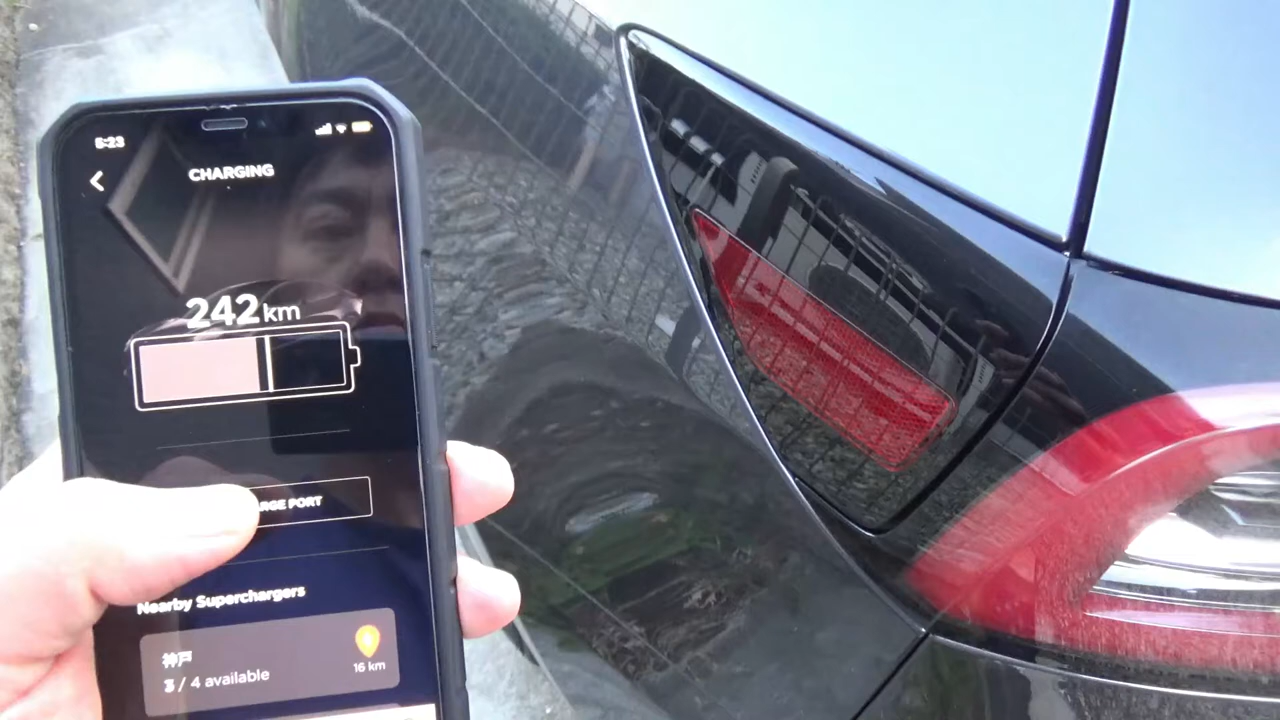 5:23
CHARGING
242 km
RGE PORT
Nearby Superchargers
神戸
3 / 4 available
16 km